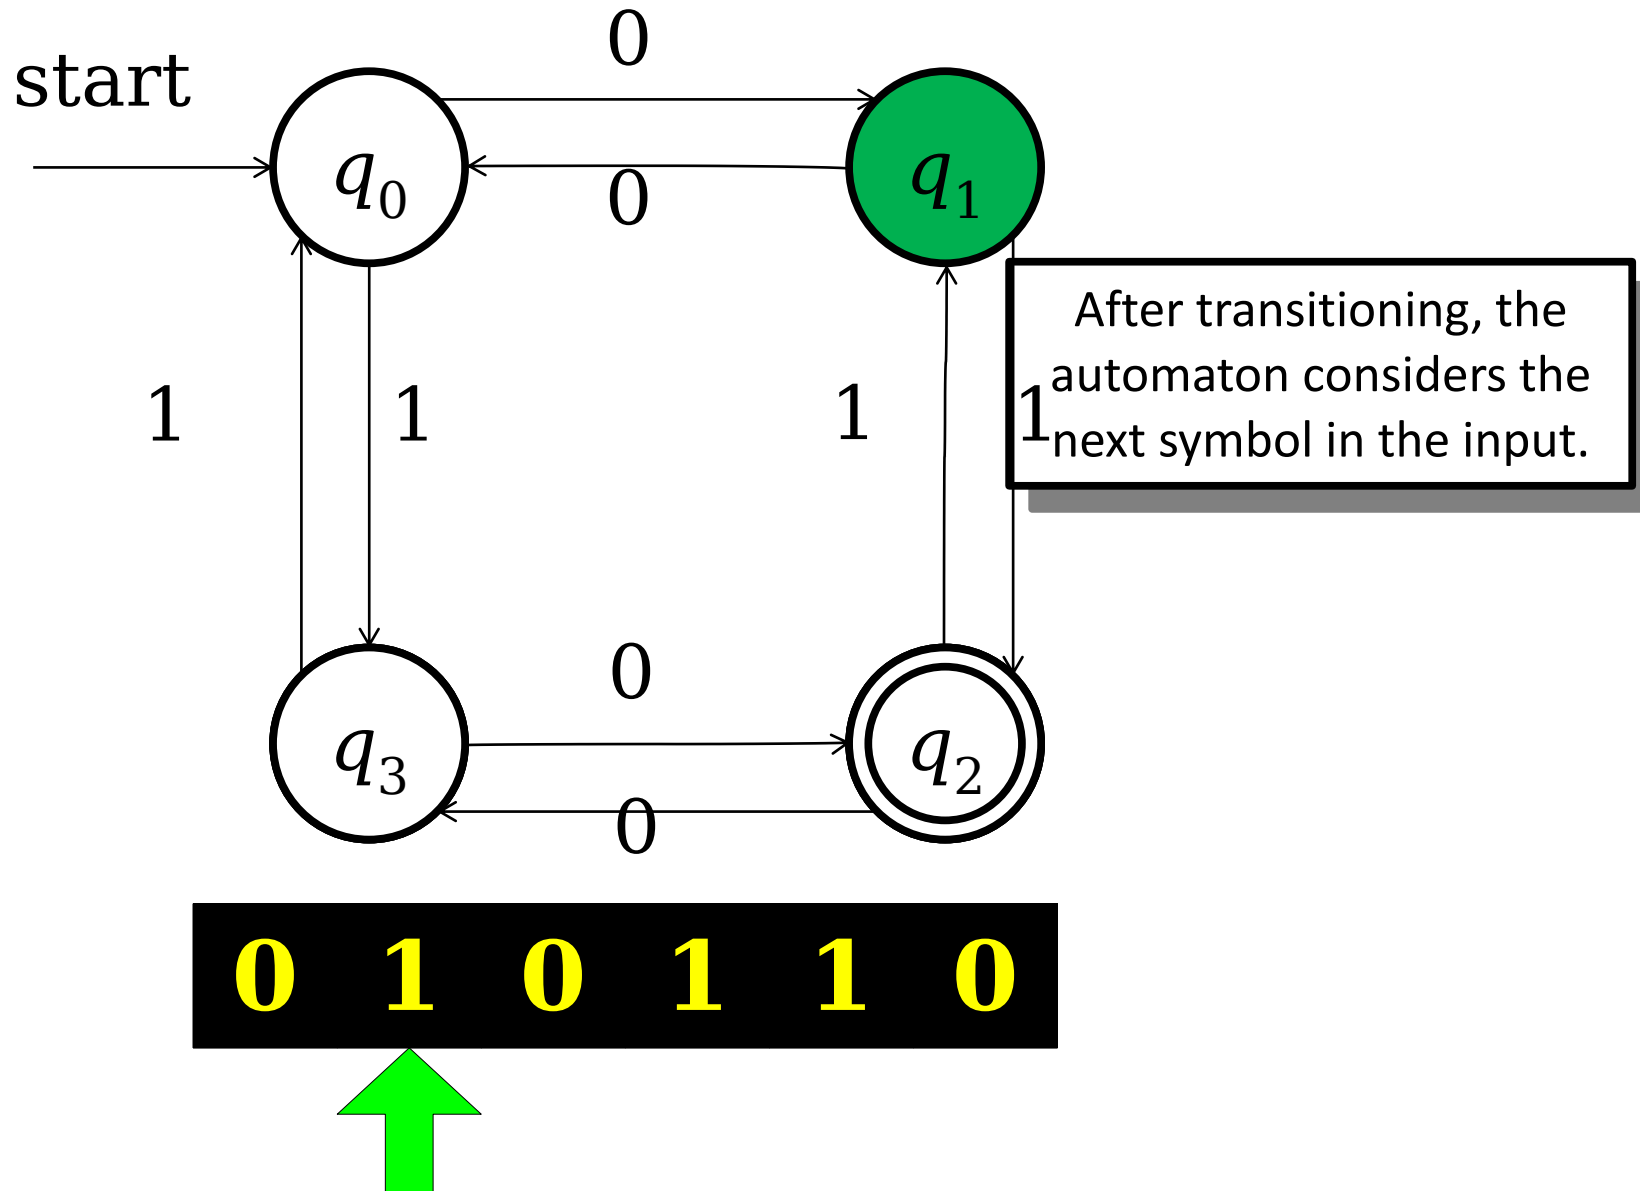 0
start
q0
q1
0
After transitioning, the
1
1
1
1
automaton considers the
next symbol in the input.
0
q3
q2
0
0 1 0 1 1 0